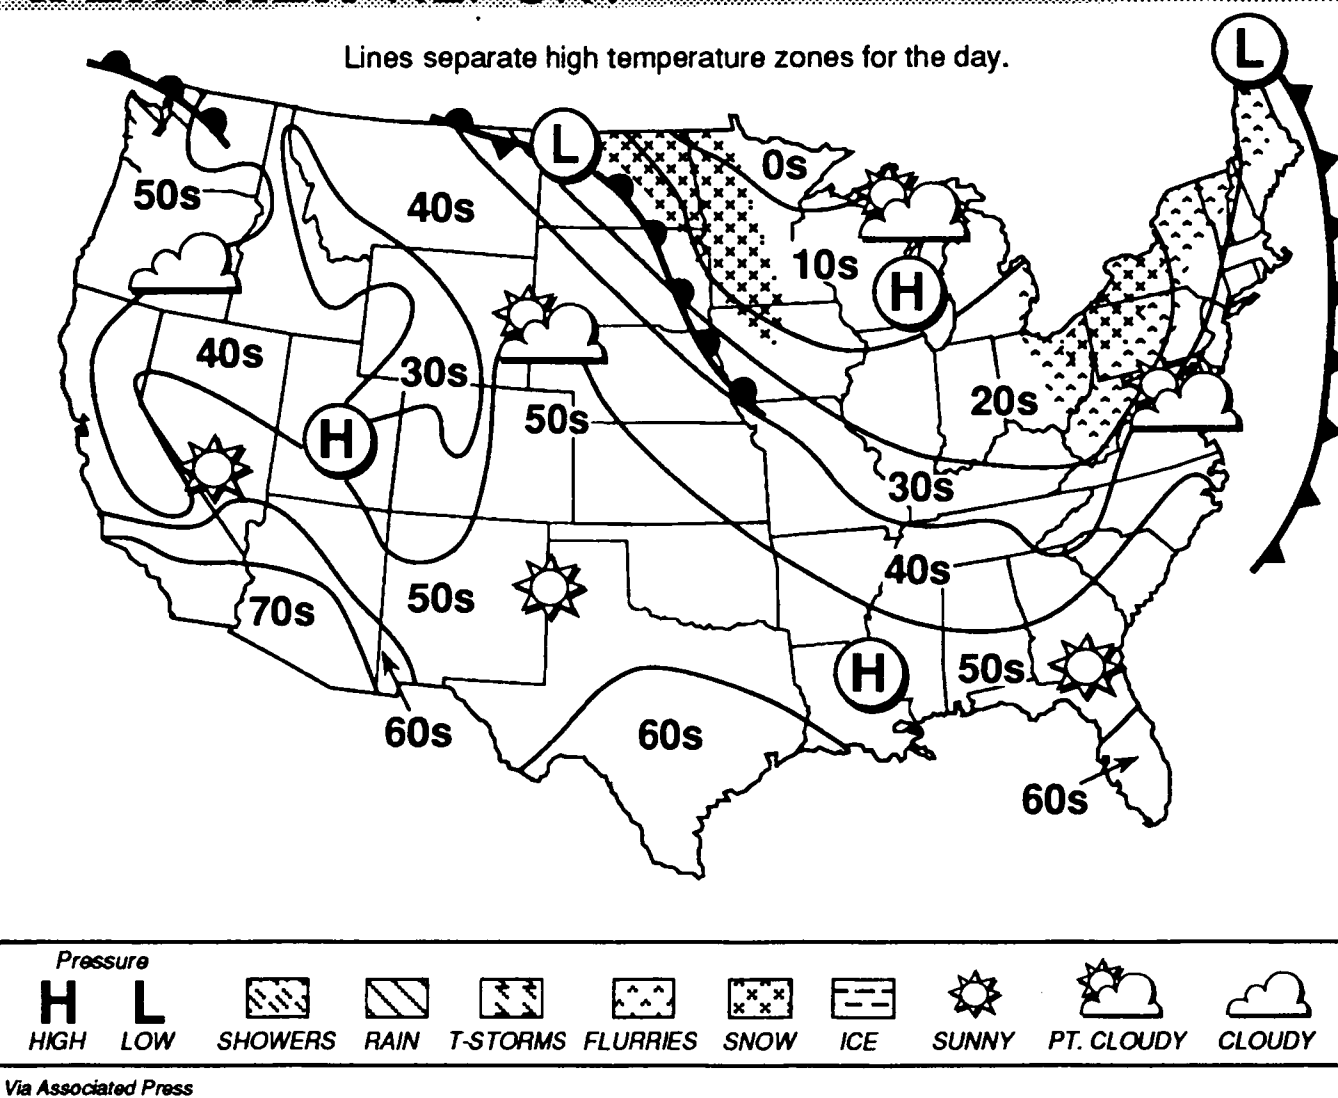 Lines separate high temperature zones for the day.
L
L
0s
50s
40s
10s
H
40s
30s
20s
50s
H
30s
40s
70s
50s
H
50s
60s
60s
60s
Pressure
H L
HIGH LOW SHOWERS RAIN T-STORMS FLURRIES SNOW ICE SUNNY PT. CLOUDY CLOUDY
Via Associated Press